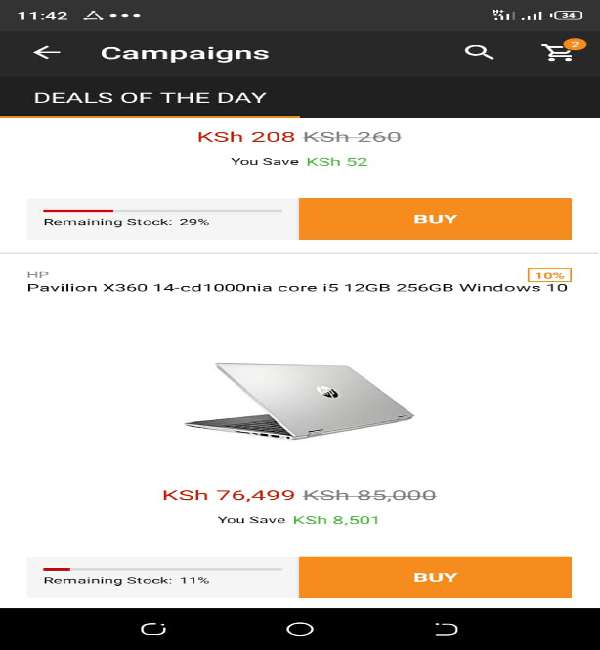 11:42
34
Campaigns
2
DEALS OF THE DAY
KSh 208 KSh 260
You Save KSh 52
Remaining Stock: 29%
BUY
HP
10%
Pavilion X360 14-cd1000nia core i5 12GB 256GB Windows 10
hp
KSh 76,499 KSh 85,000
You Save KSh 8,501
Remaining Stock: 11%
BUY